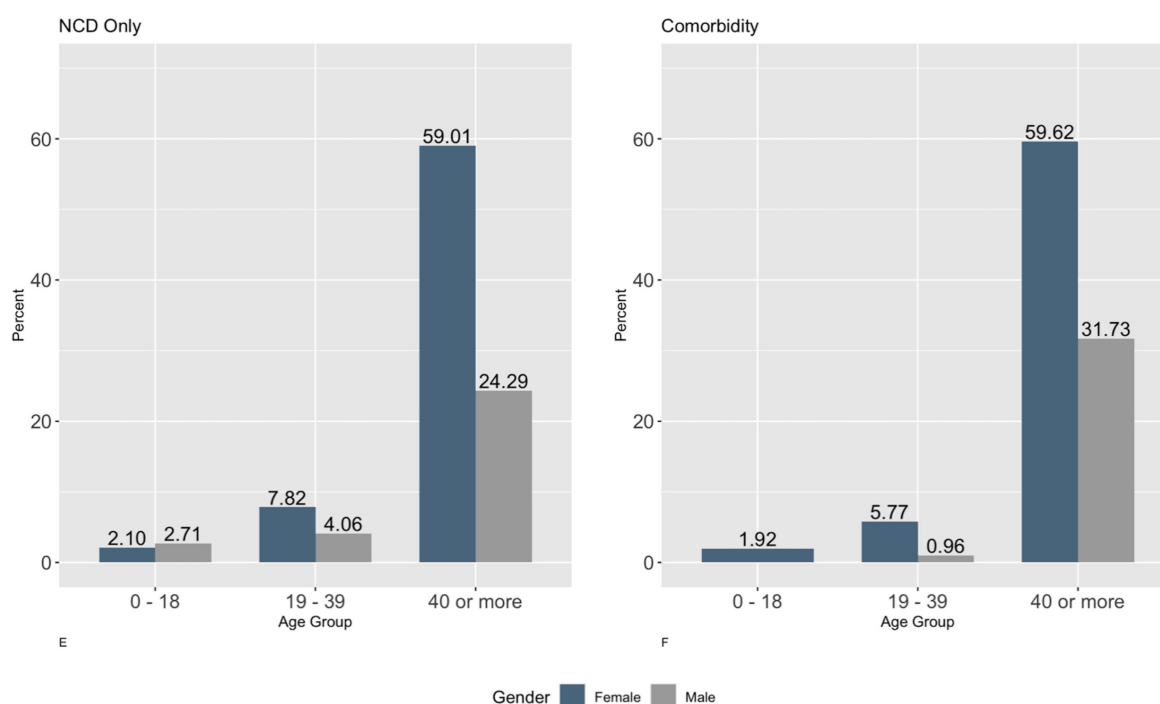 NCD Only
59.01
60
40
Percent
24.29
20
7.82
4.06
2.10
2.71
0
0 - 18
19 - 39
40 or more
Age Group
E
Comorbidity
59.62
60
40
Percent
31.73
20
5.77
1.92
0.96
0
0 - 18
19 - 39
40 or more
Age Group
F
Gender Female Male